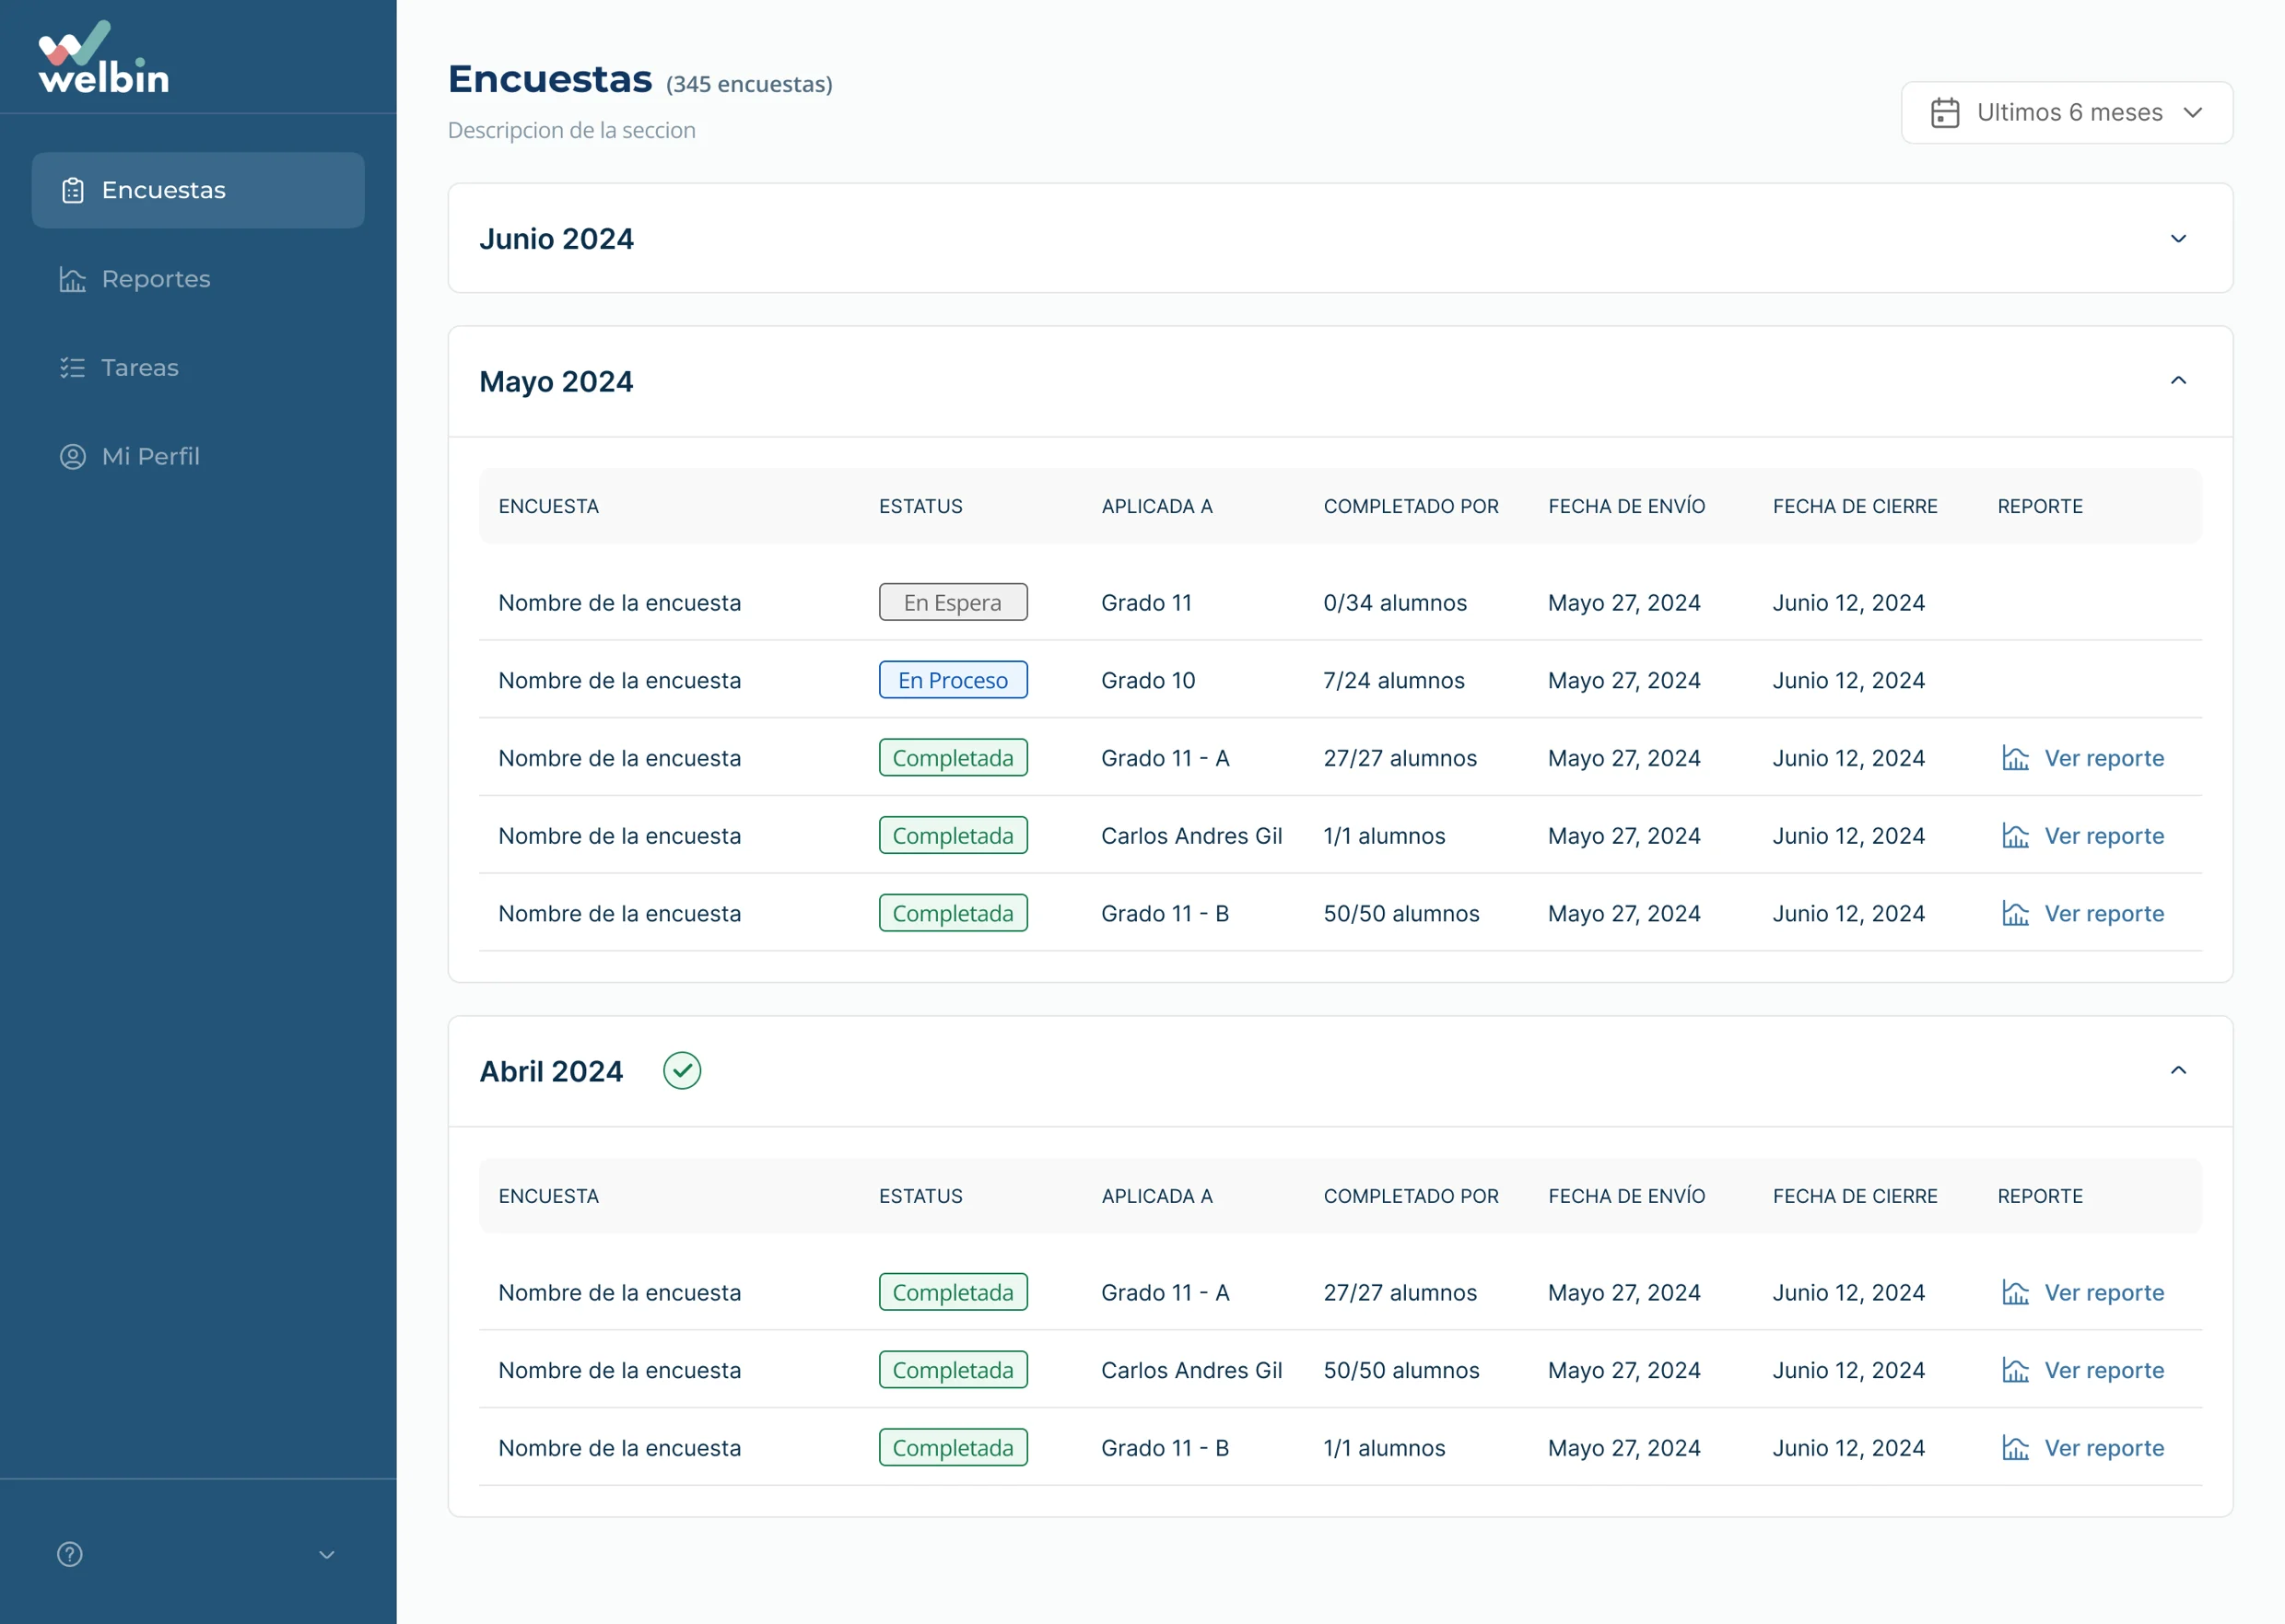 welbin
Encuestas
Reportes
Tareas
Mi Perfil
Encuestas (345 encuestas)
Descripcion de la seccion
Ultimos 6 meses
Junio 2024
Mayo 2024
ENCUESTA ESTATUS APLICADA A COMPLETADO POR FECHA DE ENVÍO FECHA DE CIERRE REPORTE
Nombre de la encuesta En Espera Grado 11 0/34 alumnos Mayo 27, 2024 Junio 12, 2024
Nombre de la encuesta En Proceso Grado 10 7/24 alumnos Mayo 27, 2024 Junio 12, 2024
Nombre de la encuesta Completada Grado 11 - A 27/27 alumnos Mayo 27, 2024 Junio 12, 2024 Ver reporte
Nombre de la encuesta Completada Carlos Andres Gil 1/1 alumnos Mayo 27, 2024 Junio 12, 2024 Ver reporte
Nombre de la encuesta Completada Grado 11 - B 50/50 alumnos Mayo 27, 2024 Junio 12, 2024 Ver reporte
Abril 2024
ENCUESTA ESTATUS APLICADA A COMPLETADO POR FECHA DE ENVÍO FECHA DE CIERRE REPORTE
Nombre de la encuesta Completada Grado 11 - A 27/27 alumnos Mayo 27, 2024 Junio 12, 2024 Ver reporte
Nombre de la encuesta Completada Carlos Andres Gil 50/50 alumnos Mayo 27, 2024 Junio 12, 2024 Ver reporte
Nombre de la encuesta Completada Grado 11 - B 1/1 alumnos Mayo 27, 2024 Junio 12, 2024 Ver reporte